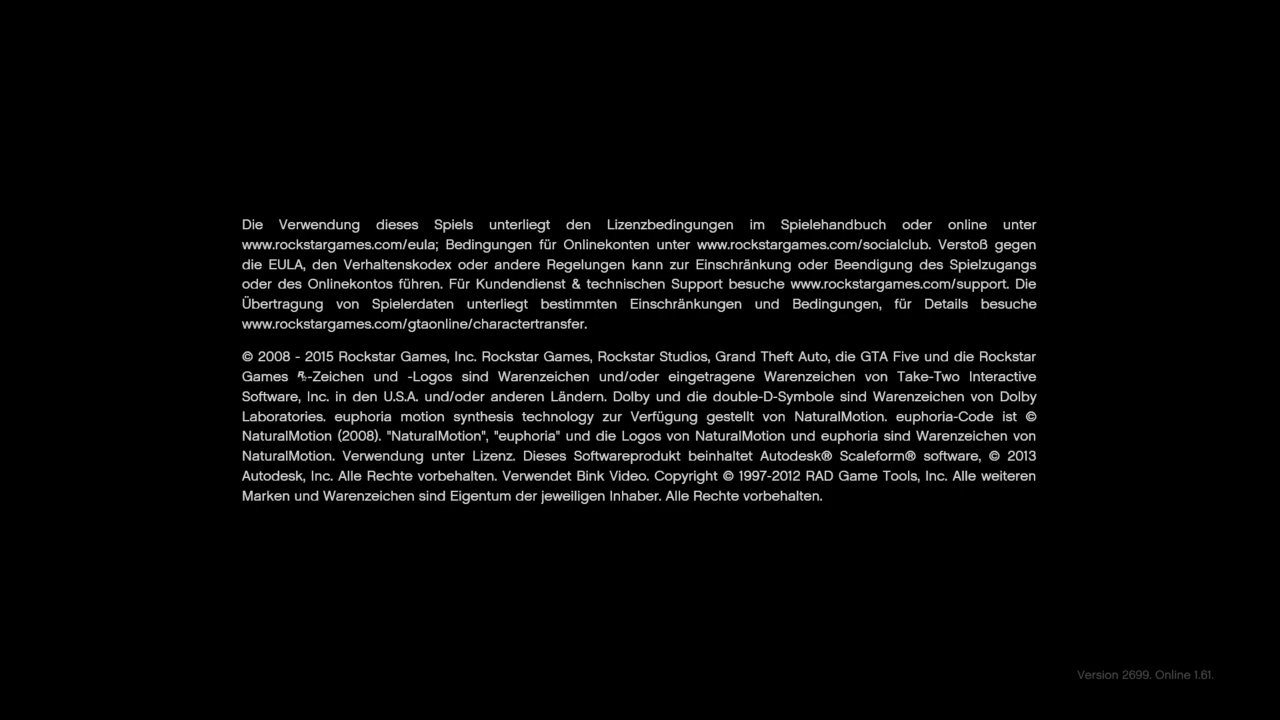 Die Verwendung dieses Spiels unterliegt den Lizenzbedingungen im Spielehandbuch oder online unter
www.rockstargames.com/eula; Bedingungen für Onlinekonten unter www.rockstargames.com/socialclub. Verstoß gegen
die EULA, den Verhaltenskodex oder andere Regelungen kann zur Einschränkung oder Beendigung des Spielzugangs
oder des Onlinekontos führen. Für Kundendienst & technischen Support besuche www.rockstargames.com/support. Die
Übertragung von Spielerdaten unterliegt bestimmten Einschränkungen und Bedingungen, für Details besuche
www.rockstargames.com/gtaonline/charactertransfer.
© 2008 - 2015 Rockstar Games, Inc. Rockstar Games, Rockstar Studios, Grand Theft Auto, die GTA Five und die Rockstar
Games R*-Zeichen und -Logos sind Warenzeichen und/oder eingetragene Warenzeichen von Take-Two Interactive
Software, Inc. in den U.S.A. und/oder anderen Ländern. Dolby und die double-D-Symbole sind Warenzeichen von Dolby
Laboratories. euphoria motion synthesis technology zur Verfügung gestellt von NaturalMotion. euphoria-Code ist ©
NaturalMotion (2008). "NaturalMotion", "euphoria" und die Logos von NaturalMotion und euphoria sind Warenzeichen von
NaturalMotion. Verwendung unter Lizenz. Dieses Softwareprodukt beinhaltet Autodesk® Scaleform® software, © 2013
Autodesk, Inc. Alle Rechte vorbehalten. Verwendet Bink Video. Copyright © 1997-2012 RAD Game Tools, Inc. Alle weiteren
Marken und Warenzeichen sind Eigentum der jeweiligen Inhaber. Alle Rechte vorbehalten.
Version 2699. Online 1.61.